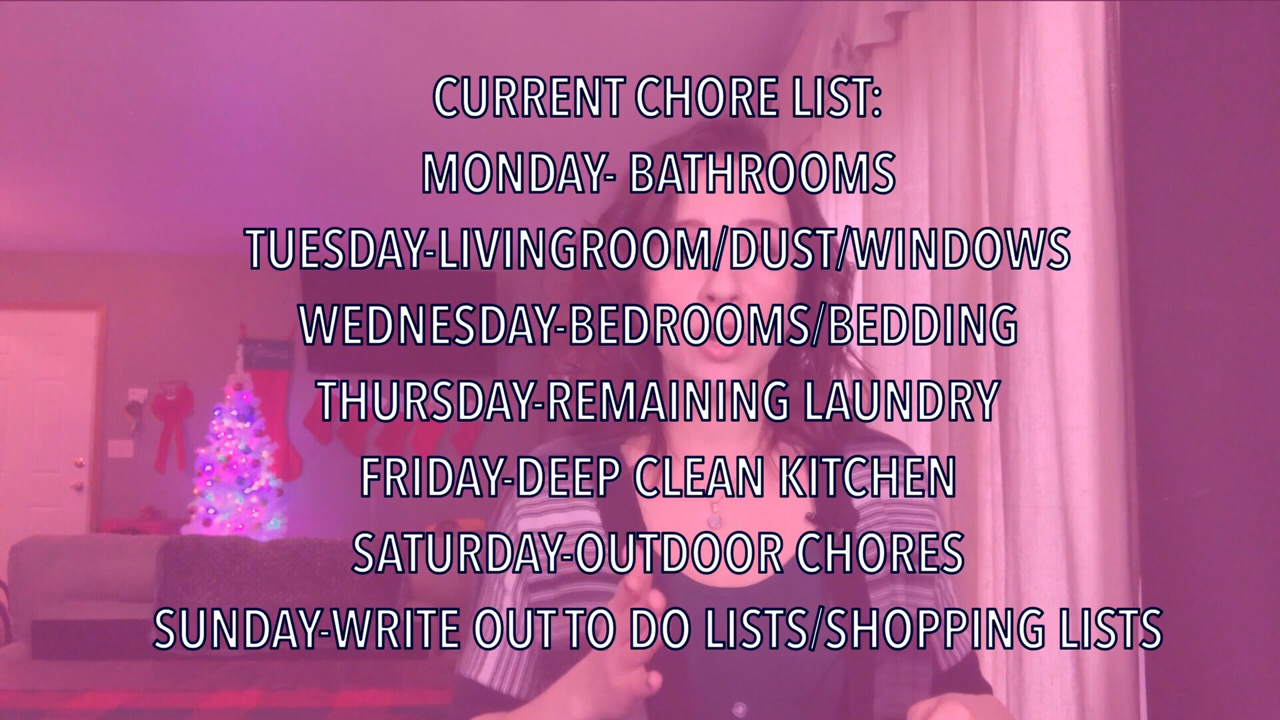 CURRENT CHORE LIST:
MONDAY- BATHROOMS
TUESDAY-LIVINGROOM/DUST/WINDOWS
WEDNESDAY-BEDROOMS/BEDDING
THURSDAY-REMAINING LAUNDRY
FRIDAY-DEEP CLEAN KITCHEN
SATURDAY-OUTDOOR CHORES
SUNDAY-WRITE OUT TO DO LISTS/SHOPPING LISTS